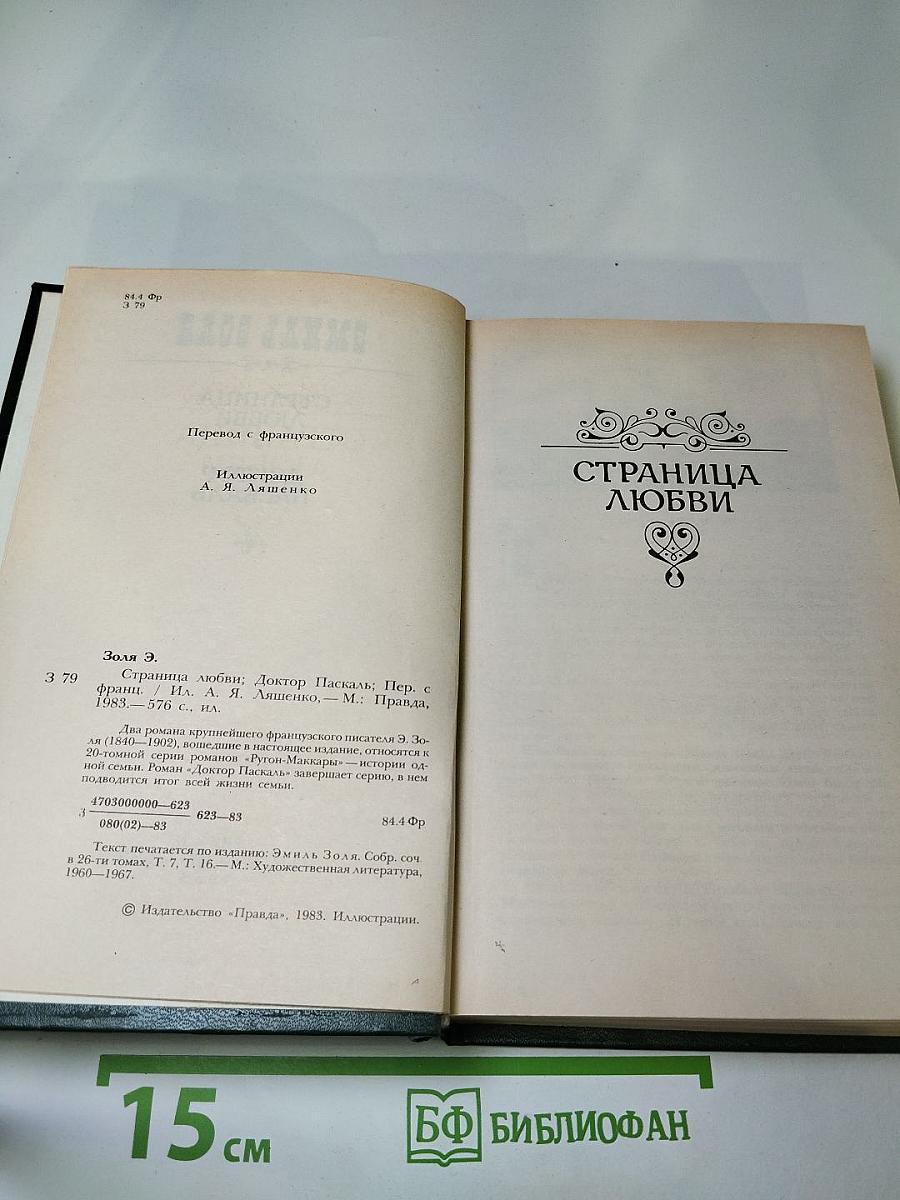 84.4 Фр
З 79
Перевод с французского
Иллюстрации
А. Я. Ляшенко
Золя Э.
З 79 Страница любви; Доктор Паскаль; Пер. с
франц. / Ил. А. Я. Ляшенко,— М.: Правда,
1983.— 576 с., ил.
Два романа крупнейшего французского писателя Э. Зо-
ля (1840—1902), вошедшие в настоящее издание, относятся к
20-томной серии романов «Ругон-Маккары» — истории од-
ной семьи. Роман «Доктор Паскаль» завершает серию, в нем
подводится итог всей жизни семьи.
4703000000—623
З 623—83
080(02)—83
84.4 Фр
Текст печатается по изданию: Эмиль Золя. Собр. соч.
в 26-ти томах, Т. 7, Т. 16.— М.: Художественная литература,
1960—1967.
© Издательство «Правда», 1983. Иллюстрации.
СТРАНИЦА
ЛЮБВИ
15 см
БФ БИБЛИОФАН